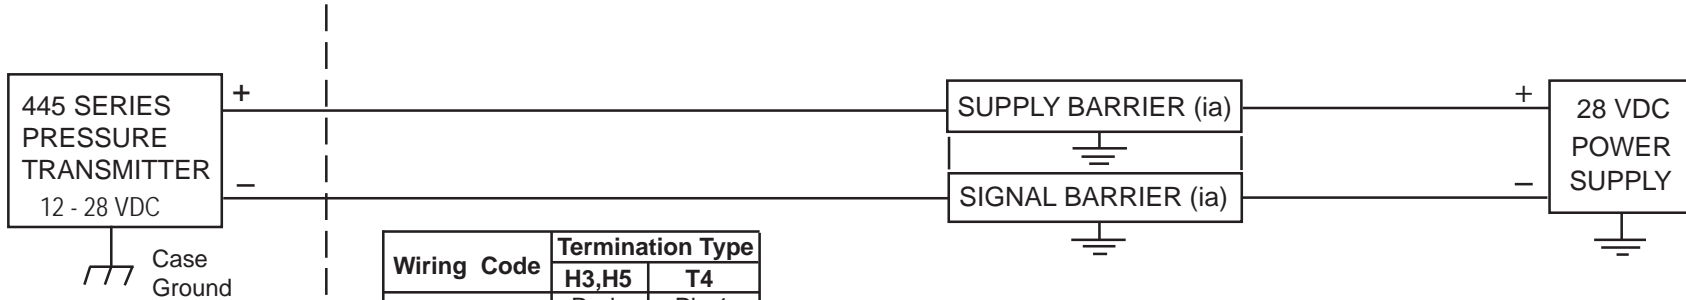 445 SERIES
PRESSURE
TRANSMITTER
12 - 28 VDC
+
−
Case
Ground
SUPPLY BARRIER (ia)
SIGNAL BARRIER (ia)
+
−
28 VDC
POWER
SUPPLY
Wiring Code
Termination Type
H3,H5 T4